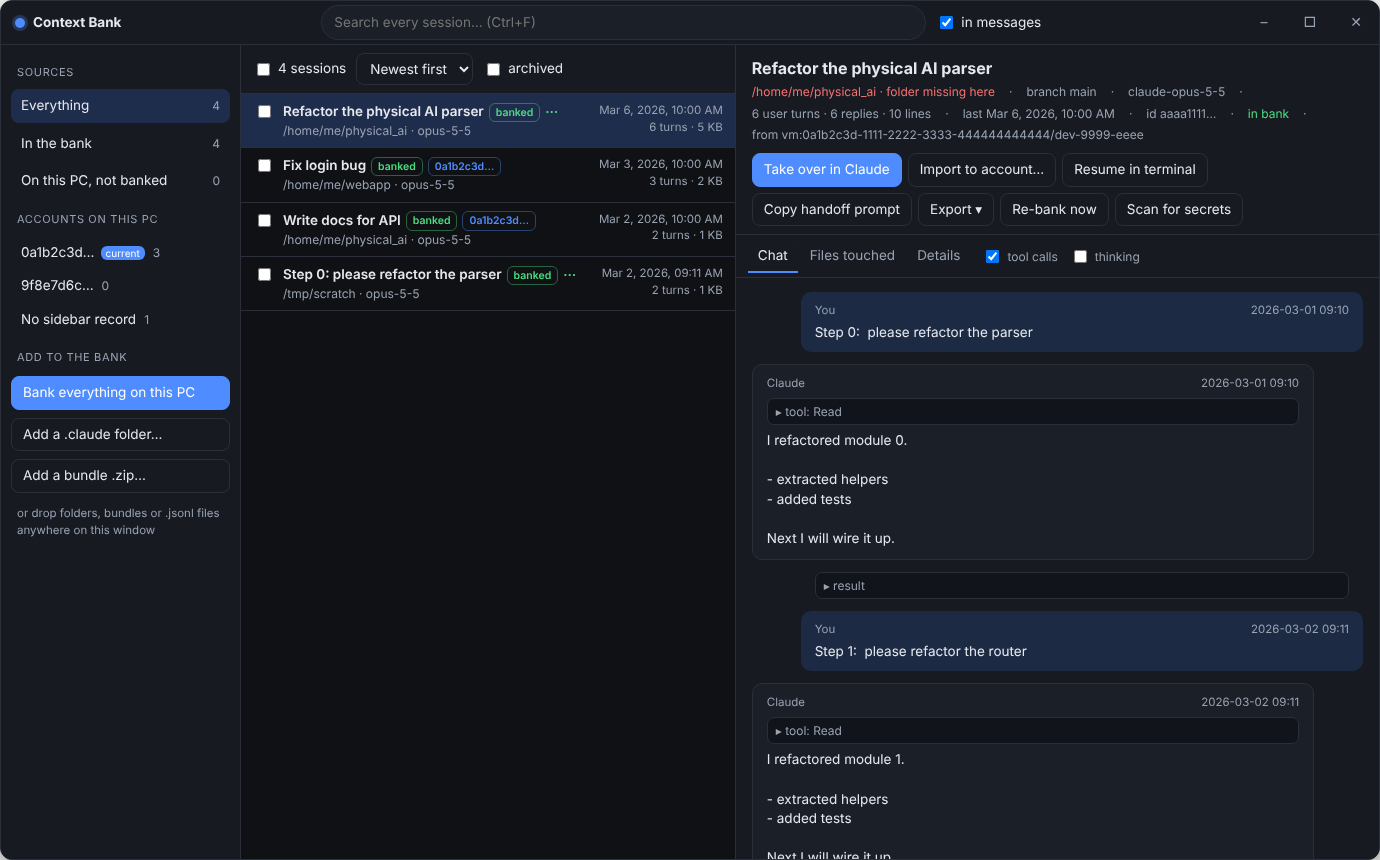 Context Bank
Search every session... (Ctrl+F)
in messages
SOURCES
Everything 4
In the bank 4
On this PC, not banked 0
ACCOUNTS ON THIS PC
0a1b2c3d... current 3
9f8e7d6c... 0
No sidebar record 1
ADD TO THE BANK
Bank everything on this PC
Add a .claude folder...
Add a bundle .zip...
or drop folders, bundles or .jsonl files
anywhere on this window
4 sessions Newest first archived
Refactor the physical AI parser banked ... Mar 6, 2026, 10:00 AM
/home/me/physical_ai · opus-5-5 6 turns · 5 KB
Fix login bug banked 0a1b2c3d... Mar 3, 2026, 10:00 AM
/home/me/webapp · opus-5-5 3 turns · 2 KB
Write docs for API banked 0a1b2c3d... Mar 2, 2026, 10:00 AM
/home/me/physical_ai · opus-5-5 2 turns · 1 KB
Step 0: please refactor the parser banked ... Mar 2, 2026, 09:11 AM
/tmp/scratch · opus-5-5 2 turns · 1 KB
Refactor the physical AI parser
/home/me/physical_ai · folder missing here · branch main · claude-opus-5-5 ·
6 user turns · 6 replies · 10 lines · last Mar 6, 2026, 10:00 AM · id aaaa1111... · in bank ·
from vm:0a1b2c3d-1111-2222-3333-444444444444/dev-9999-eeee
Take over in Claude Import to account... Resume in terminal
Copy handoff prompt Export ▾ Re-bank now Scan for secrets
Chat Files touched Details tool calls thinking
You 2026-03-01 09:10
Step 0: please refactor the parser
Claude 2026-03-01 09:10
▸ tool: Read
I refactored module 0.
- extracted helpers
- added tests
Next I will wire it up.
▸ result
You 2026-03-02 09:11
Step 1: please refactor the router
Claude 2026-03-02 09:11
▸ tool: Read
I refactored module 1.
- extracted helpers
- added tests
Next I will wire it up.